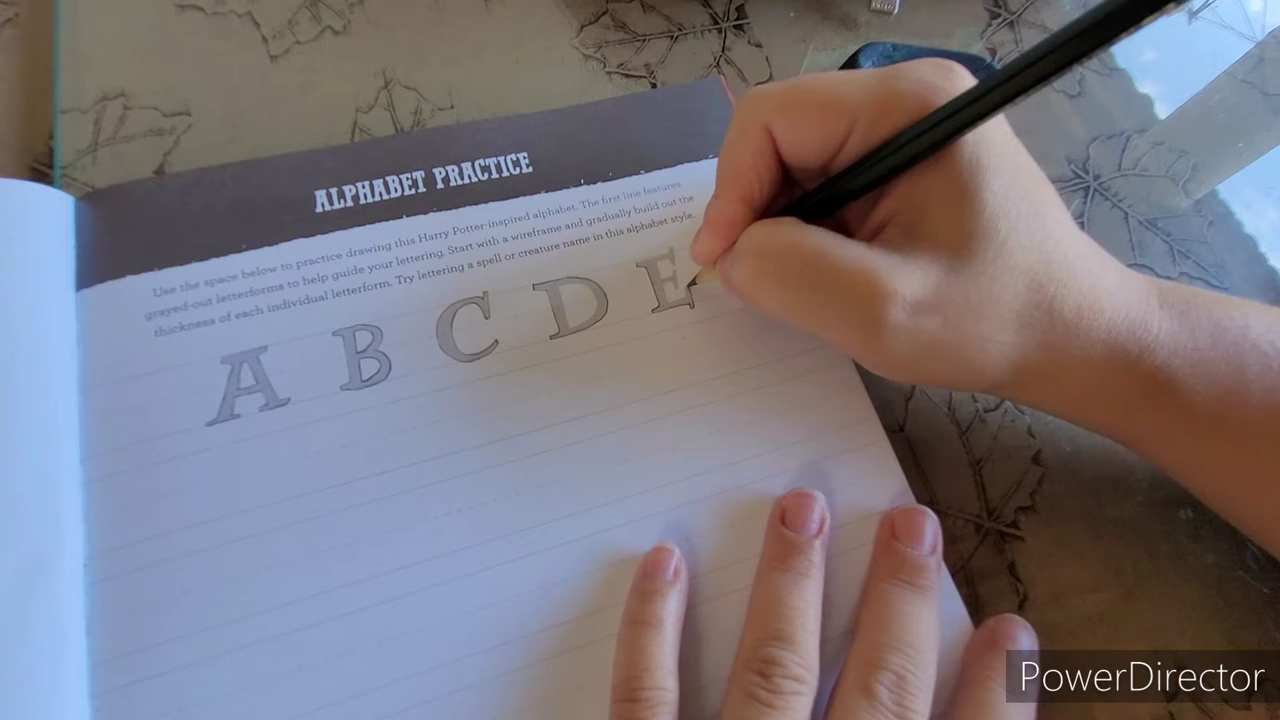 ALPHABET PRACTICE
Use the space below to practice drawing this Harry Potter-inspired alphabet. The first line features
grayed-out letterforms to help guide your lettering. Start with a wireframe and gradually build out the
thickness of each individual letterform. Try lettering a spell or creature name in this alphabet style.
A B C D E
PowerDirector